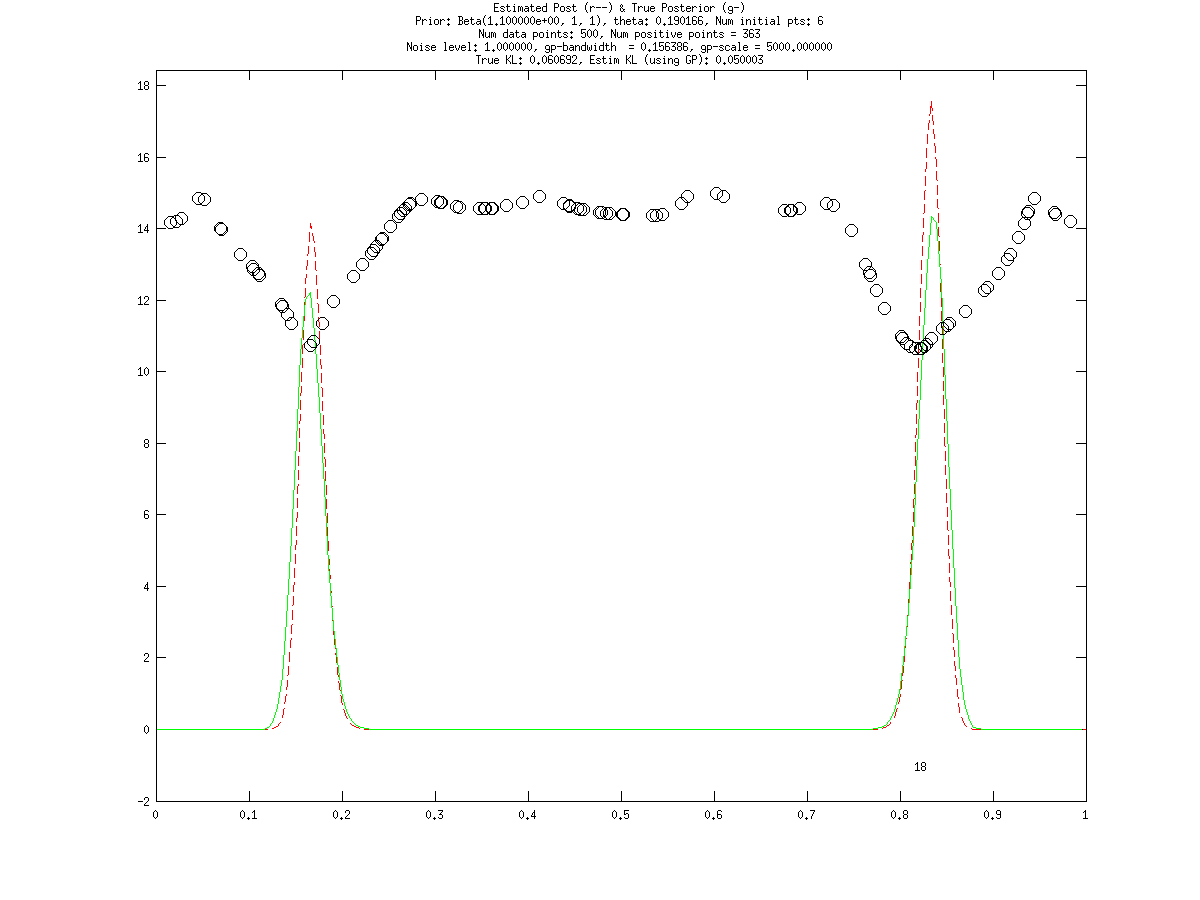 Estimated Post (r--) & True Posterior (g-)
Prior: Beta(1.100000e+00, 1, 1), theta: 0.190166, Num initial pts: 6
Num data points: 500, Num positive points = 363
Noise level: 1.000000, gp-bandwidth  = 0.156386, gp-scale = 5000.000000
True KL: 0.060692, Estim KL (using GP): 0.050003
18
16
14
12
10
8
6
4
2
0
18
-2
0 0.1 0.2 0.3 0.4 0.5 0.6 0.7 0.8 0.9 1